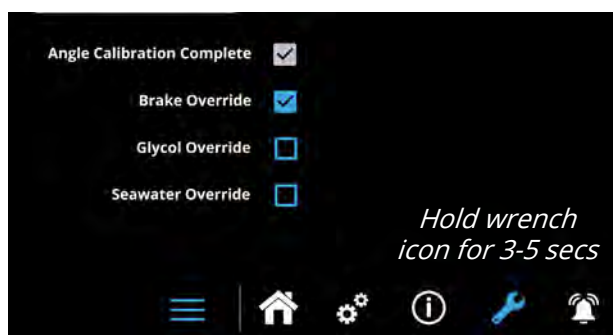 Angle Calibration Complete
Brake Override
Glycol Override
Seawater Override
Hold wrench
icon for 3-5 secs